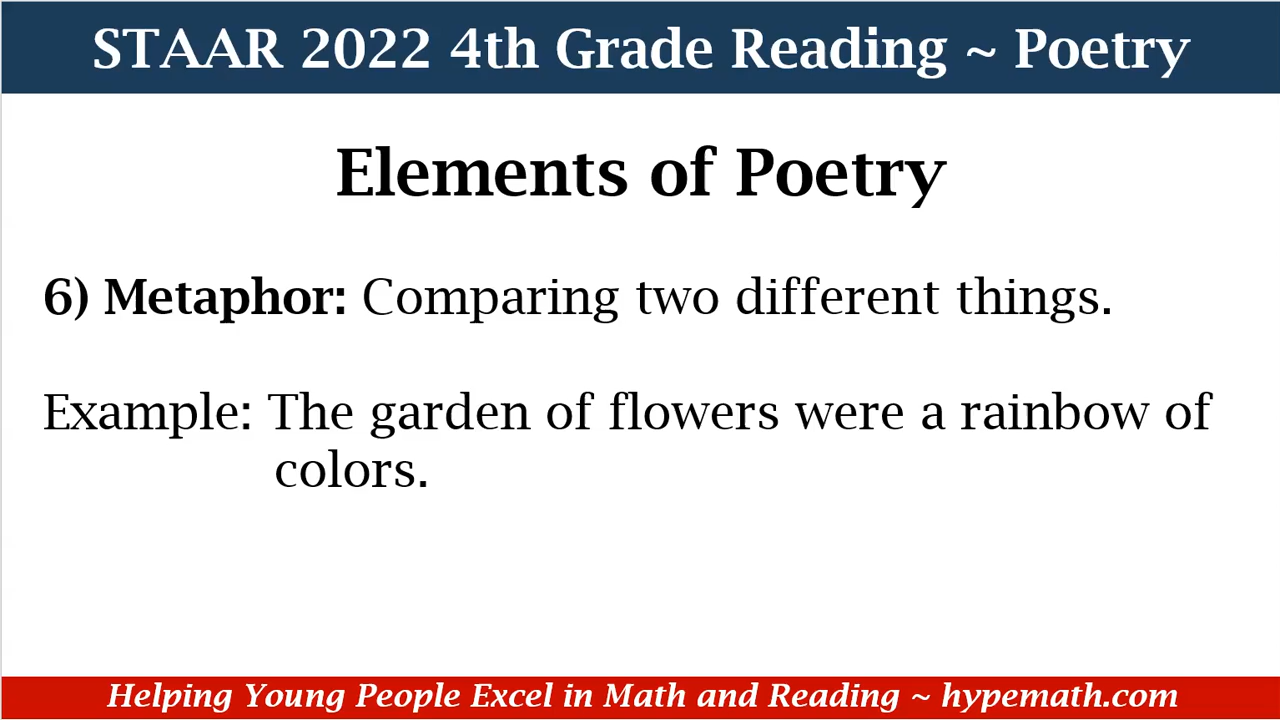 STAAR 2022 4th Grade Reading ~ Poetry
Elements of Poetry
6) Metaphor: Comparing two different things.
Example: The garden of flowers were a rainbow of
colors.
Helping Young People Excel in Math and Reading ~ hypemath.com